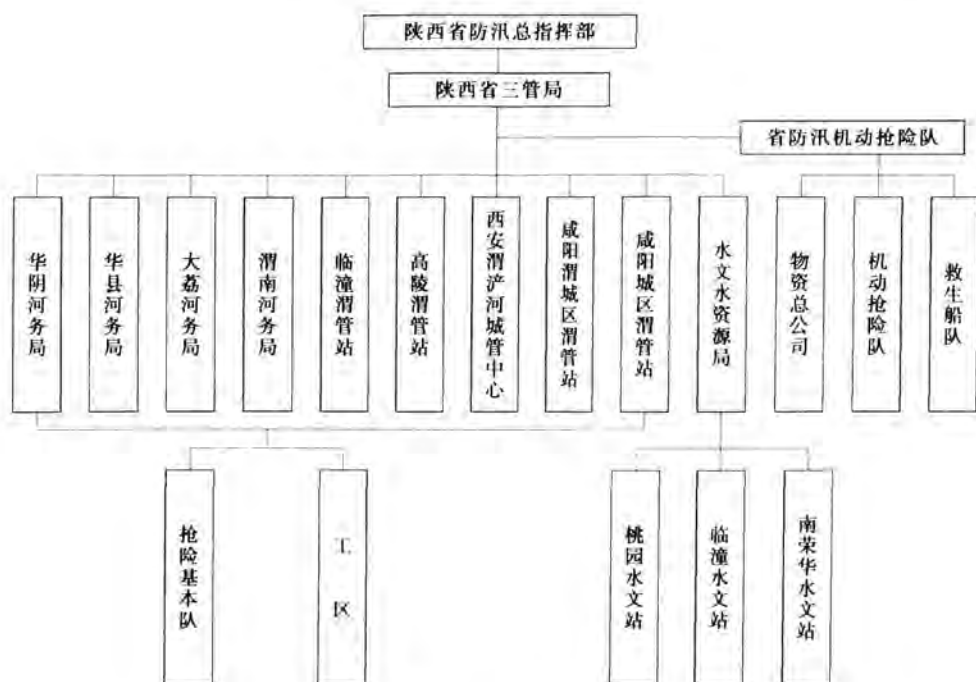 陕西省防汛总指挥部
陕西省三管局
省防汛机动抢险队
华阴河务局
华县河务局
大荔河务局
渭南河务局
临潼渭管站
高陵渭管站
西安渭浐河城管中心
咸阳渭城区渭管站
咸阳城区渭管站
水文水资源局
物资总公司
机动抢险队
救生船队
抢险基本队
工区
桃园水文站
临潼水文站
南荣华水文站